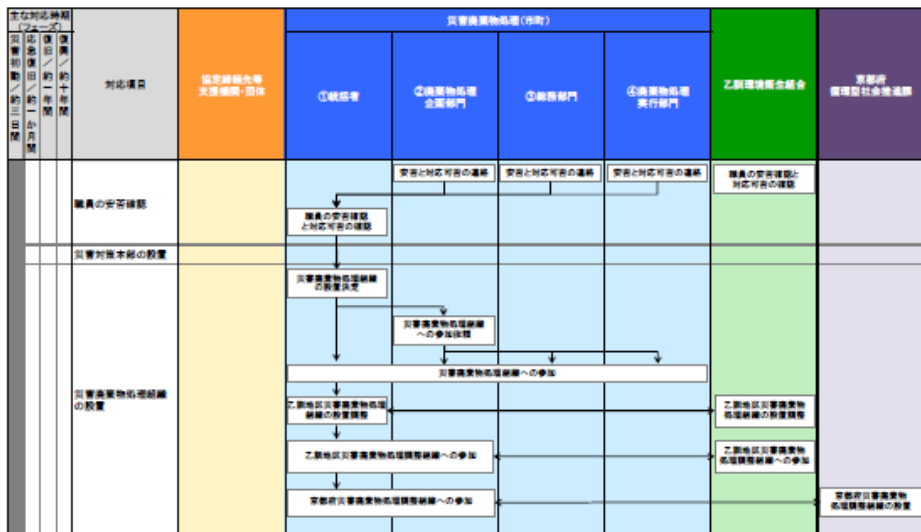 主な対応時期
(フェーズ)
災害初動／約三日間
応急復旧／約一か月間
復旧／約一年間
復興／約十年間
対応項目
協定締結先等
支援機関・団体
災害廃棄物処理(市町)
①統括者
②廃棄物処理
企画部門
③総務部門
④廃棄物処理
実行部門
乙訓環境衛生組合
京都府
循環型社会推進課
職員の安否確認
安否と対応可否の連絡
安否と対応可否の連絡
安否と対応可否の連絡
職員の安否確認と
対応可否の確認
職員の安否確認
と対応可否の確認
災害対策本部の設置
災害廃棄物処理組織
の設置
災害廃棄物処理組織
の設置決定
災害廃棄物処理組織
への参加依頼
災害廃棄物処理組織への参加
乙訓地区災害廃棄物処理
組織の設置調整
乙訓地区災害廃棄物
処理組織の設置調整
乙訓地区災害廃棄物処理調整組織への参加
乙訓地区災害廃棄物
処理調整組織への参加
京都府災害廃棄物処理調整組織への参加
京都府災害廃棄物
処理調整組織の設置